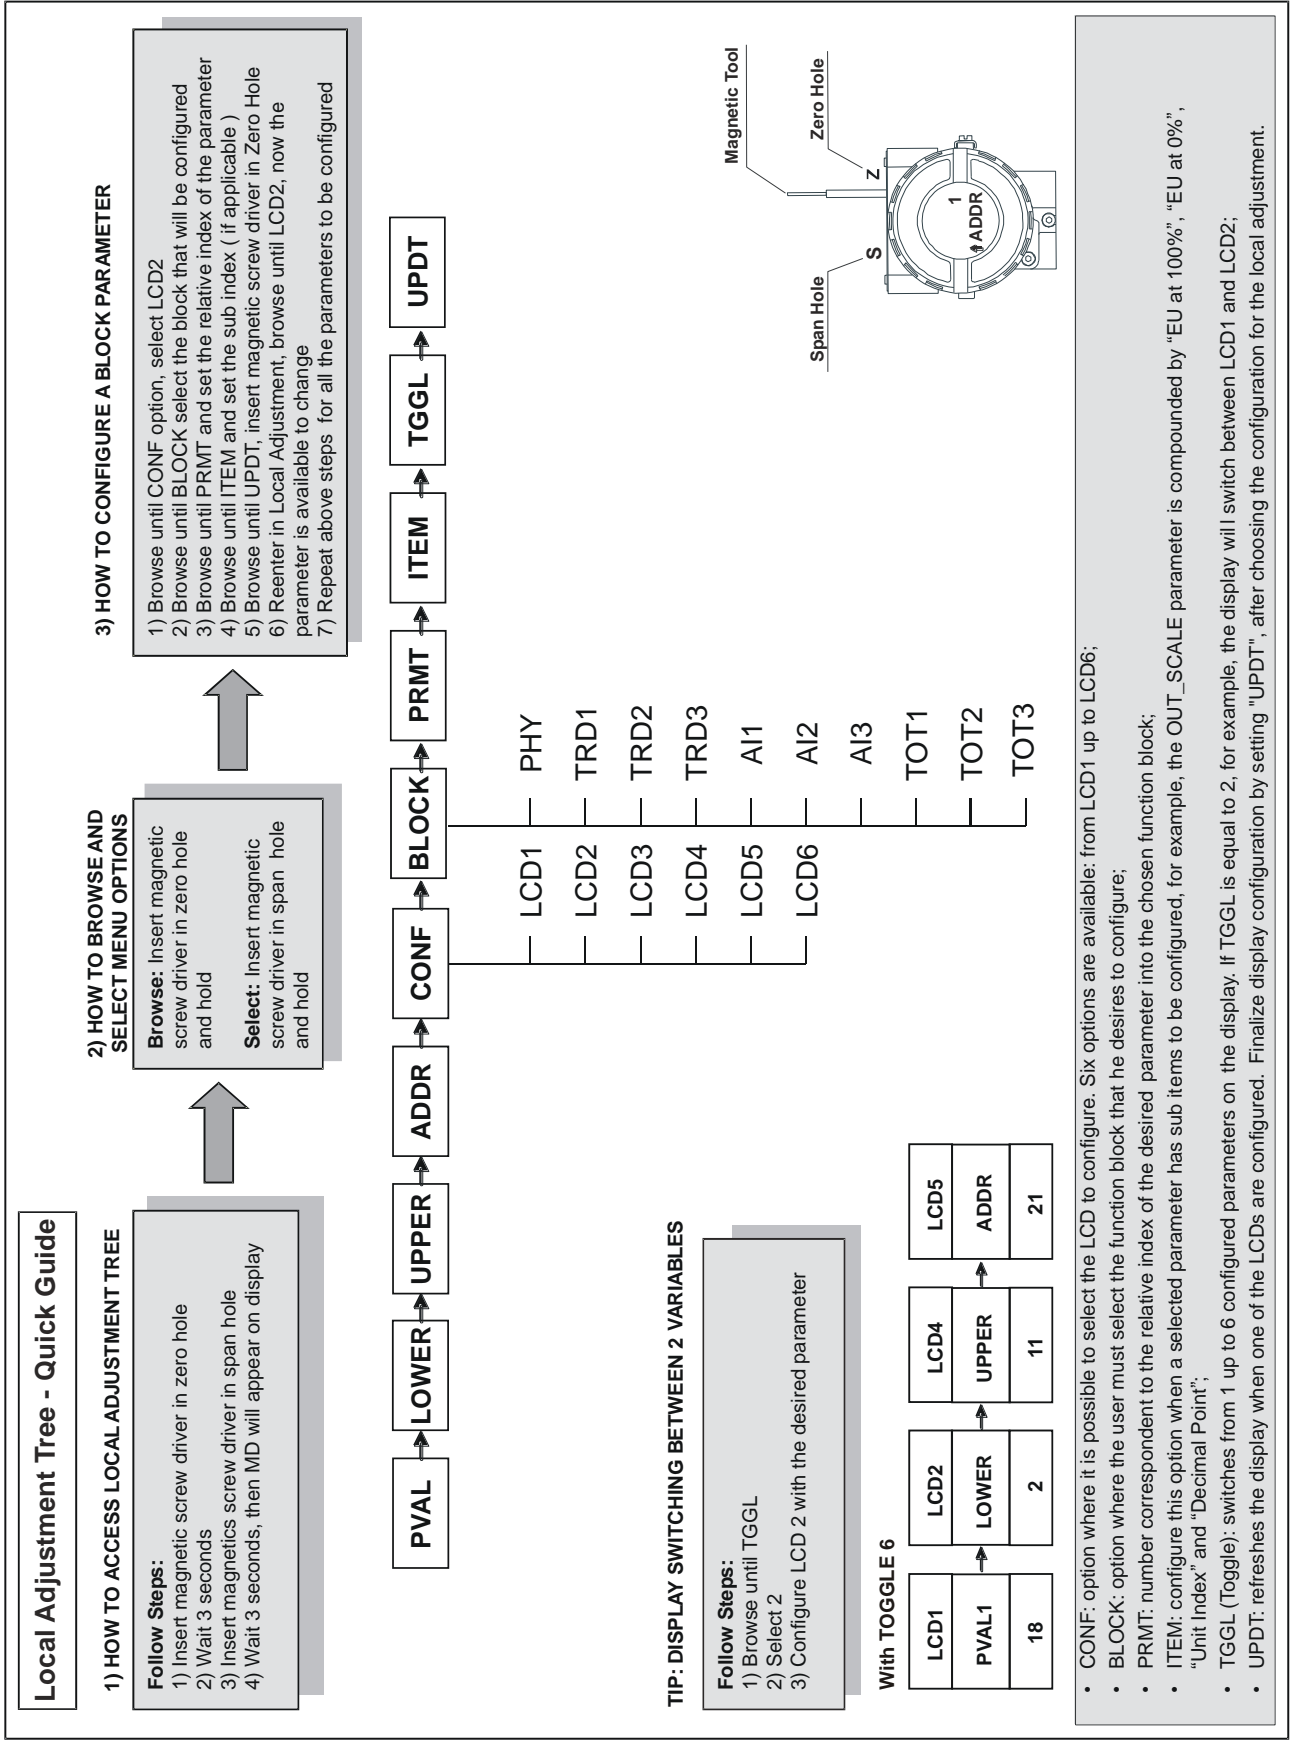 Local Adjustment Tree - Quick Guide
1) HOW TO ACCESS LOCAL ADJUSTMENT TREE
Follow Steps:
1) Insert magnetic screw driver in zero hole
2) Wait 3 seconds
3) Insert magnetics screw driver in span hole
4) Wait 3 seconds, then MD will appear on display
2) HOW TO BROWSE AND
SELECT MENU OPTIONS
Browse: Insert magnetic
screw driver in zero hole
and hold
Select: Insert magnetic
screw driver in span hole
and hold
3) HOW TO CONFIGURE A BLOCK PARAMETER
1) Browse until CONF option, select LCD2
2) Browse until BLOCK select the block that will be configured
3) Browse until PRMT and set the relative index of the parameter
4) Browse until ITEM and set the sub index ( if applicable )
5) Browse until UPDT, insert magnetic screw driver in Zero Hole
6) Reenter in Local Adjustment, browse until LCD2, now the
parameter is available to change
7) Repeat above steps for all the parameters to be configured
PVAL
LOWER
UPPER
ADDR
CONF
BLOCK
PRMT
ITEM
TGGL
UPDT
LCD1
LCD2
LCD3
LCD4
LCD5
LCD6
PHY
TRD1
TRD2
TRD3
AI1
AI2
AI3
TOT1
TOT2
TOT3
TIP: DISPLAY SWITCHING BETWEEN 2 VARIABLES
Follow Steps:
1) Browse until TGGL
2) Select 2
3) Configure LCD 2 with the desired parameter
With TOGGLE 6
LCD1
PVAL1
18
LCD2
LOWER
2
LCD4
UPPER
11
LCD5
ADDR
21
Magnetic Tool
Span Hole
Zero Hole
S
Z
1
ADDR
• CONF: option where it is possible to select the LCD to configure. Six options are available: from LCD1 up to LCD6;
• BLOCK: option where the user must select the function block that he desires to configure;
• PRMT: number correspondent to the relative index of the desired parameter into the chosen function block;
• ITEM: configure this option when a selected parameter has sub items to be configured, for example, the OUT_SCALE parameter is compounded by “EU at 100%”, “EU at 0%”,
“Unit Index” and “Decimal Point”;
• TGGL (Toggle): switches from 1 up to 6 configured parameters on the display. If TGGL is equal to 2, for example, the display will switch between LCD1 and LCD2;
• UPDT: refreshes the display when one of the LCDs are configured. Finalize display configuration by setting "UPDT", after choosing the configuration for the local adjustment.